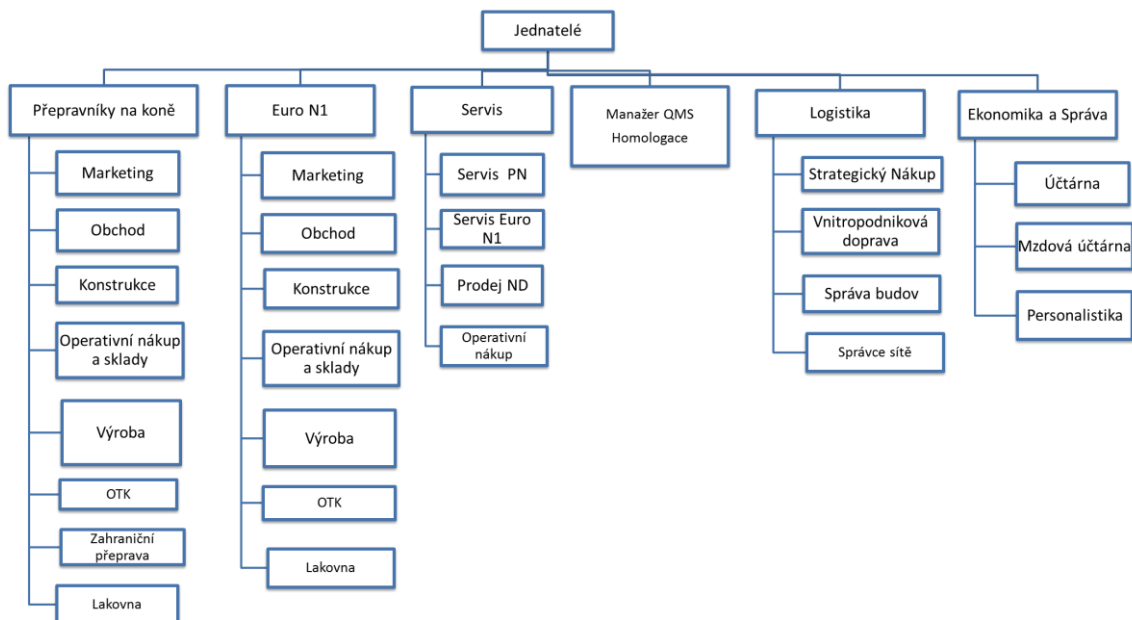 Jednatelé
Přepravníky na koně
Marketing
Obchod
Konstrukce
Operativní nákup
a sklady
Výroba
OTK
Zahraniční
přeprava
Lakovna
Euro N1
Marketing
Obchod
Konstrukce
Operativní nákup
a sklady
Výroba
OTK
Lakovna
Servis
Servis PN
Servis Euro
N1
Prodej ND
Operativní
nákup
Manažer QMS
Homologace
Logistika
Strategický Nákup
Vnitropodniková
doprava
Správa budov
Správce sítě
Ekonomika a Správa
Účtárna
Mzdová účtárna
Personalistika